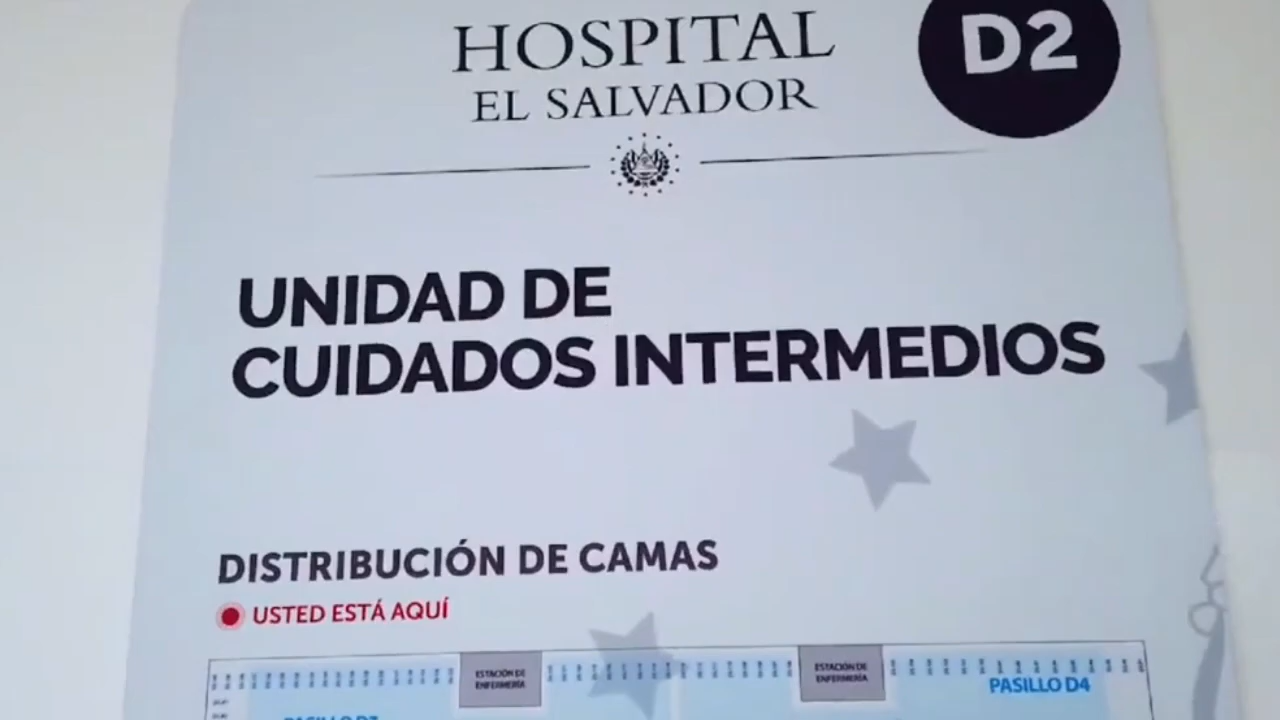 HOSPITAL
EL SALVADOR
D2
UNIDAD DE
CUIDADOS INTERMEDIOS
DISTRIBUCIÓN DE CAMAS
USTED ESTÁ AQUÍ
ESTACIÓN DE
ENFERMERÍA
ESTACIÓN DE
ENFERMERÍA
PASILLO D4